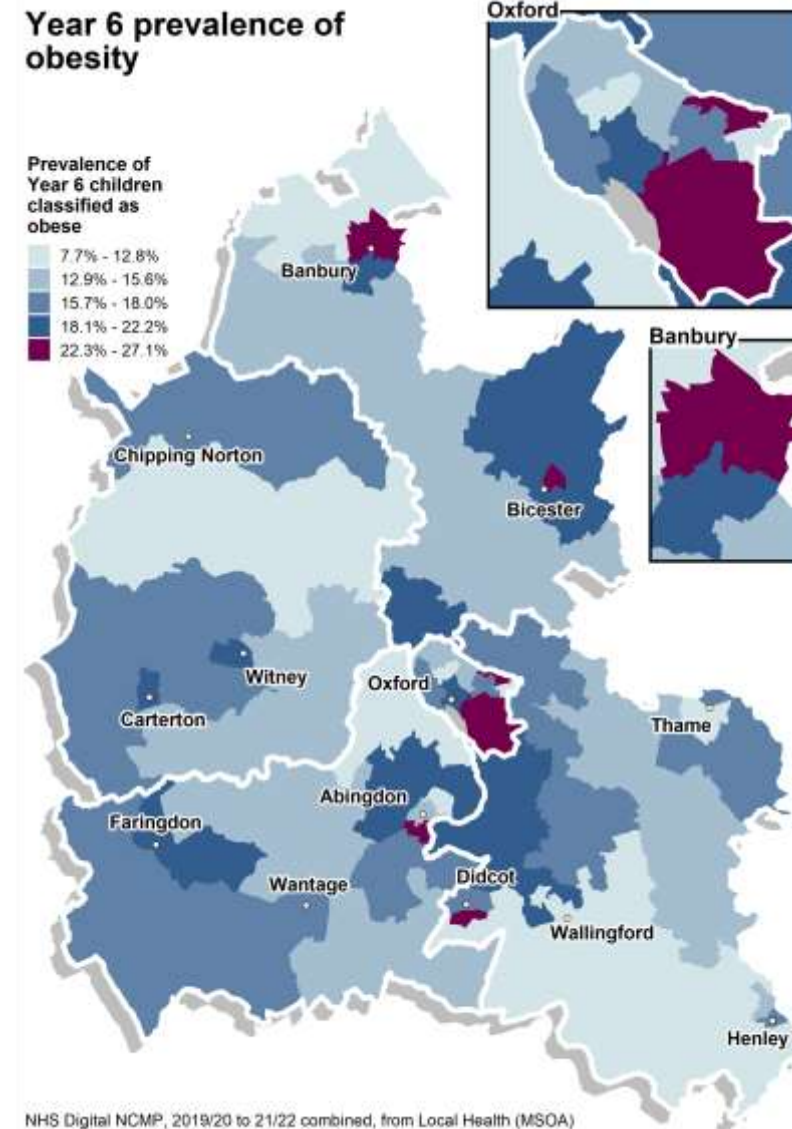 Year 6 prevalence of
obesity
Oxford
Prevalence of
Year 6 children
classified as
obese
7.7% - 12.8%
12.9% - 15.6%
15.7% - 18.0%
18.1% - 22.2%
22.3% - 27.1%
Banbury
Banbury
Chipping Norton
Bicester
Witney
Oxford
Carterton
Thame
Abingdon
Faringdon
Didcot
Wantage
Wallingford
Henley
NHS Digital NCMP, 2019/20 to 21/22 combined, from Local Health (MSOA)